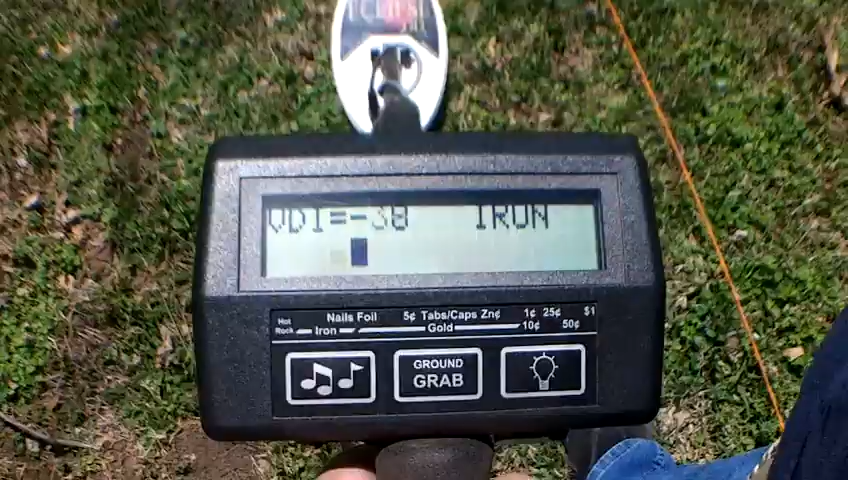 VDI=-38 IRON
Nails Foil 5¢ Tabs/Caps Zn¢ 1¢ 25¢ $1
Hot Rock Iron Gold 10¢ 50¢
GROUND
GRAB